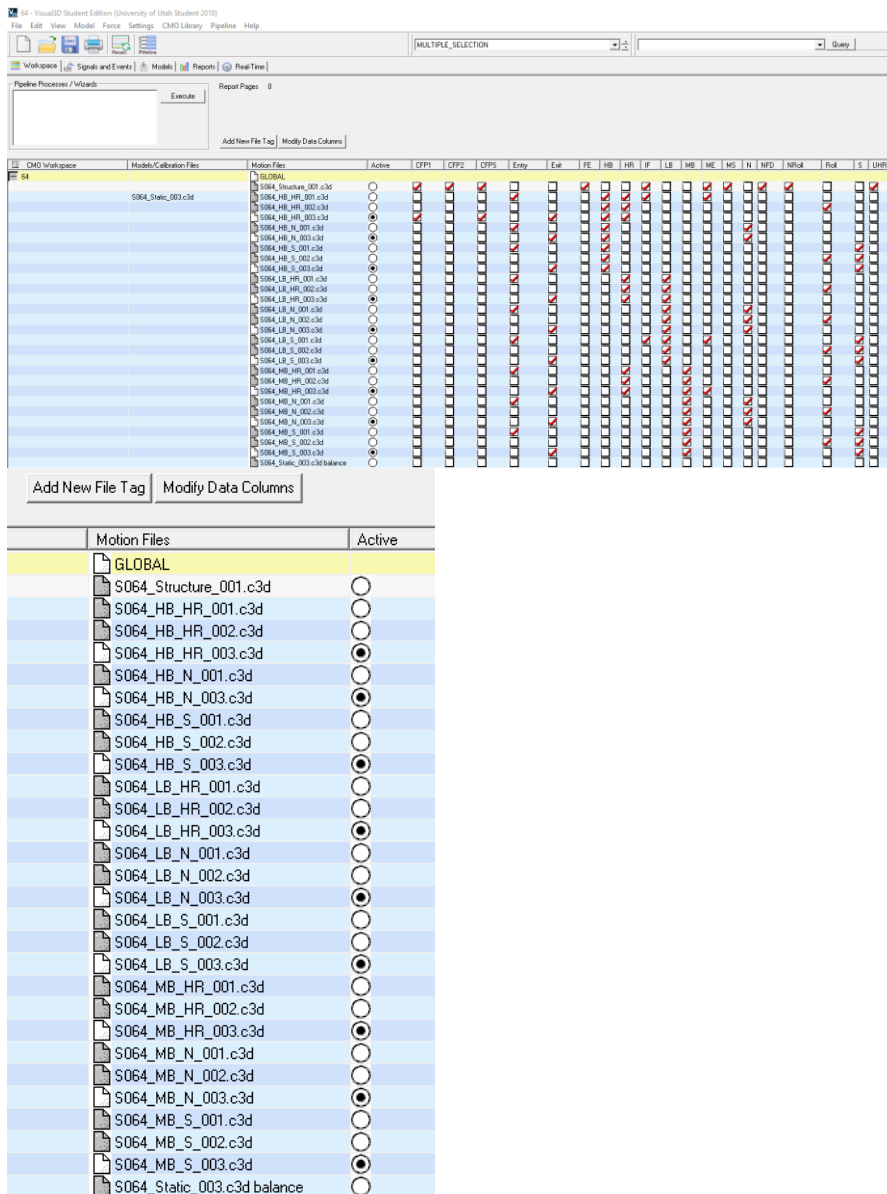 64 - Visual3D Student Edition (University of Utah Student 2018)
File Edit View Model Force Settings CMO Library Pipeline Help
Recalc Pipeline MULTIPLE_SELECTION Query
Workspace Signals and Events Models Reports Real-Time
Pipeline Processes / Wizards Execute Report Pages 0
Add New File Tag Modify Data Columns
CMO Workspace Models/Calibration Files Motion Files Active CFP1 CFP2 CFPS Entry Exit FE HB HR IF LB MB ME MS N NFD NRoll Roll S UHR
64 GLOBAL
S064_Structure_001.c3d
S064_Static_003.c3d S064_HB_HR_001.c3d
S064_HB_HR_002.c3d
S064_HB_HR_003.c3d
S064_HB_N_001.c3d
S064_HB_N_003.c3d
S064_HB_S_001.c3d
S064_HB_S_002.c3d
S064_HB_S_003.c3d
S064_LB_HR_001.c3d
S064_LB_HR_002.c3d
S064_LB_HR_003.c3d
S064_LB_N_001.c3d
S064_LB_N_002.c3d
S064_LB_N_003.c3d
S064_LB_S_001.c3d
S064_LB_S_002.c3d
S064_LB_S_003.c3d
S064_MB_HR_001.c3d
S064_MB_HR_002.c3d
S064_MB_HR_003.c3d
S064_MB_N_001.c3d
S064_MB_N_002.c3d
S064_MB_N_003.c3d
S064_MB_S_001.c3d
S064_MB_S_002.c3d
S064_MB_S_003.c3d
S064_Static_003.c3d balance
Add New File Tag Modify Data Columns
Motion Files Active
GLOBAL
S064_Structure_001.c3d
S064_HB_HR_001.c3d
S064_HB_HR_002.c3d
S064_HB_HR_003.c3d
S064_HB_N_001.c3d
S064_HB_N_003.c3d
S064_HB_S_001.c3d
S064_HB_S_002.c3d
S064_HB_S_003.c3d
S064_LB_HR_001.c3d
S064_LB_HR_002.c3d
S064_LB_HR_003.c3d
S064_LB_N_001.c3d
S064_LB_N_002.c3d
S064_LB_N_003.c3d
S064_LB_S_001.c3d
S064_LB_S_002.c3d
S064_LB_S_003.c3d
S064_MB_HR_001.c3d
S064_MB_HR_002.c3d
S064_MB_HR_003.c3d
S064_MB_N_001.c3d
S064_MB_N_002.c3d
S064_MB_N_003.c3d
S064_MB_S_001.c3d
S064_MB_S_002.c3d
S064_MB_S_003.c3d
S064_Static_003.c3d balance